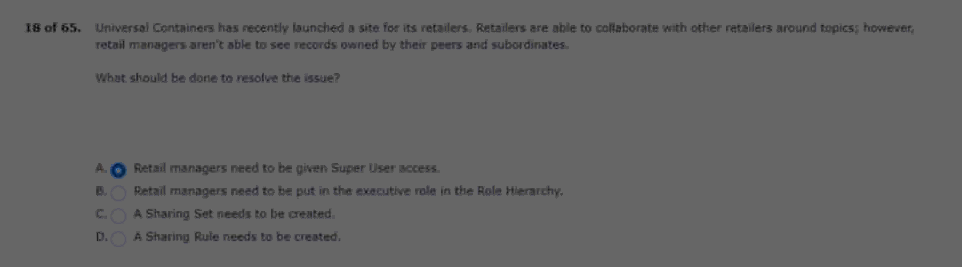 18 of 65. Universal Containers has recently launched a site for its retailers. Retailers are able to collaborate with other retailers around topics; however,
retail managers aren't able to see records owned by their peers and subordinates.
What should be done to resolve the issue?
A. Retail managers need to be given Super User access.
B. Retail managers need to be put in the executive role in the Role Hierarchy.
C. A Sharing Set needs to be created.
D. A Sharing Rule needs to be created.